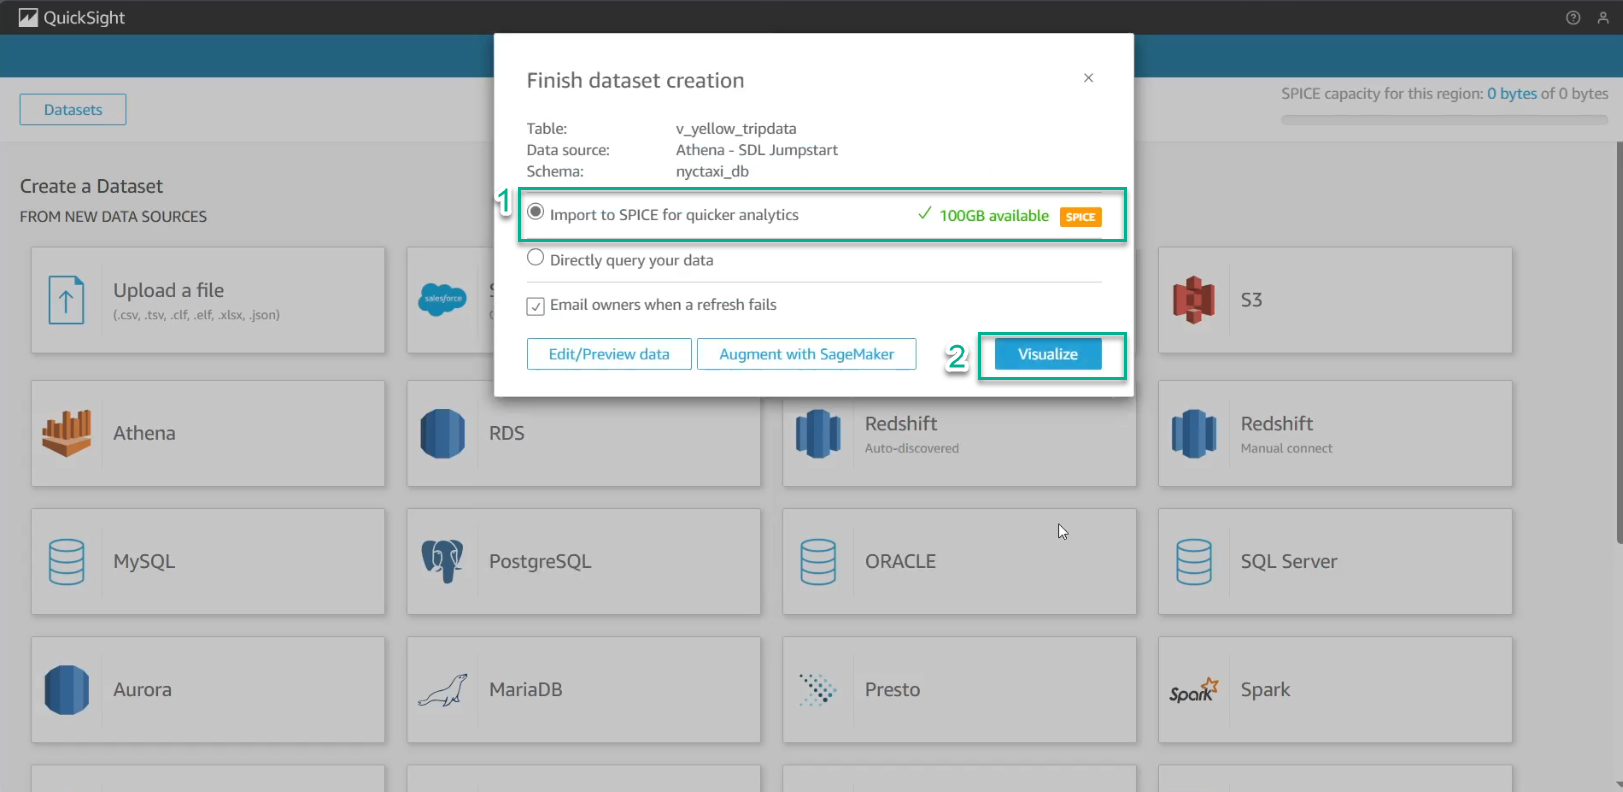 QuickSight
Datasets
SPICE capacity for this region: 0 bytes of 0 bytes
Finish dataset creation
Table: v_yellow_tripdata
Data source: Athena - SDL Jumpstart
Schema: nyctaxi_db
1
Import to SPICE for quicker analytics 100GB available SPICE
Directly query your data
Email owners when a refresh fails
Edit/Preview data Augment with SageMaker 2 Visualize
Create a Dataset
FROM NEW DATA SOURCES
Upload a file
(.csv, .tsv, .clf, .elf, .xlsx, .json)
salesforce
S3
Athena
RDS
Redshift
Auto-discovered
Redshift
Manual connect
MySQL
PostgreSQL
ORACLE
SQL Server
Aurora
MariaDB
Presto
Spark
Spark